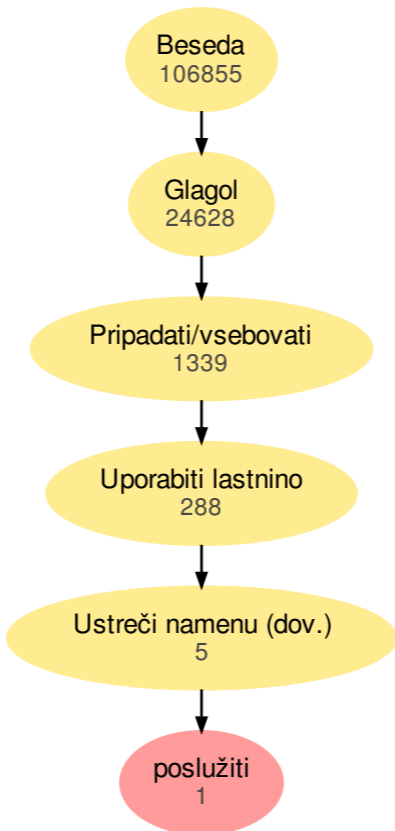 Beseda
106855
Glagol
24628
Pripadati/vsebovati
1339
Uporabiti lastnino
288
Ustreči namenu (dov.)
5
poslužiti
1